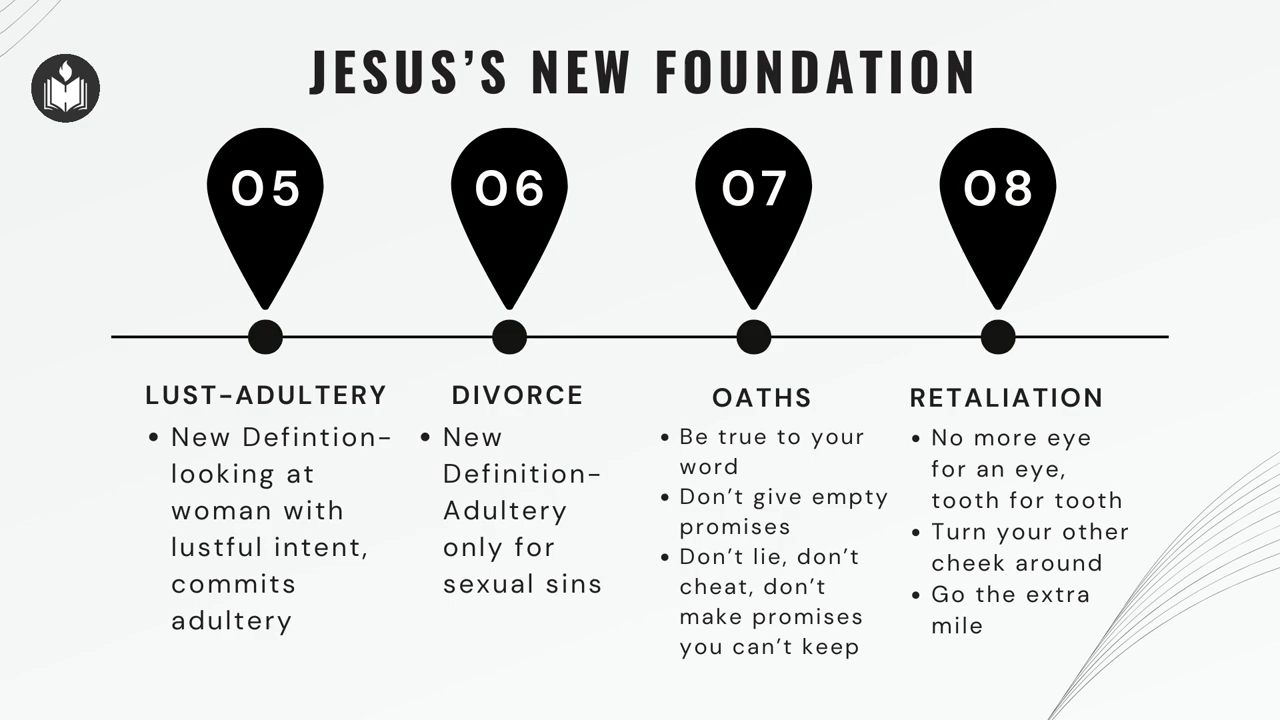 JESUS’S NEW FOUNDATION
05
06
07
08
LUST-ADULTERY
New Defintion-
looking at
woman with
lustful intent,
commits
adultery
DIVORCE
New
Definition-
Adultery
only for
sexual sins
OATHS
Be true to your
word
Don’t give empty
promises
Don’t lie, don’t
cheat, don’t
make promises
you can’t keep
RETALIATION
No more eye
for an eye,
tooth for tooth
Turn your other
cheek around
Go the extra
mile